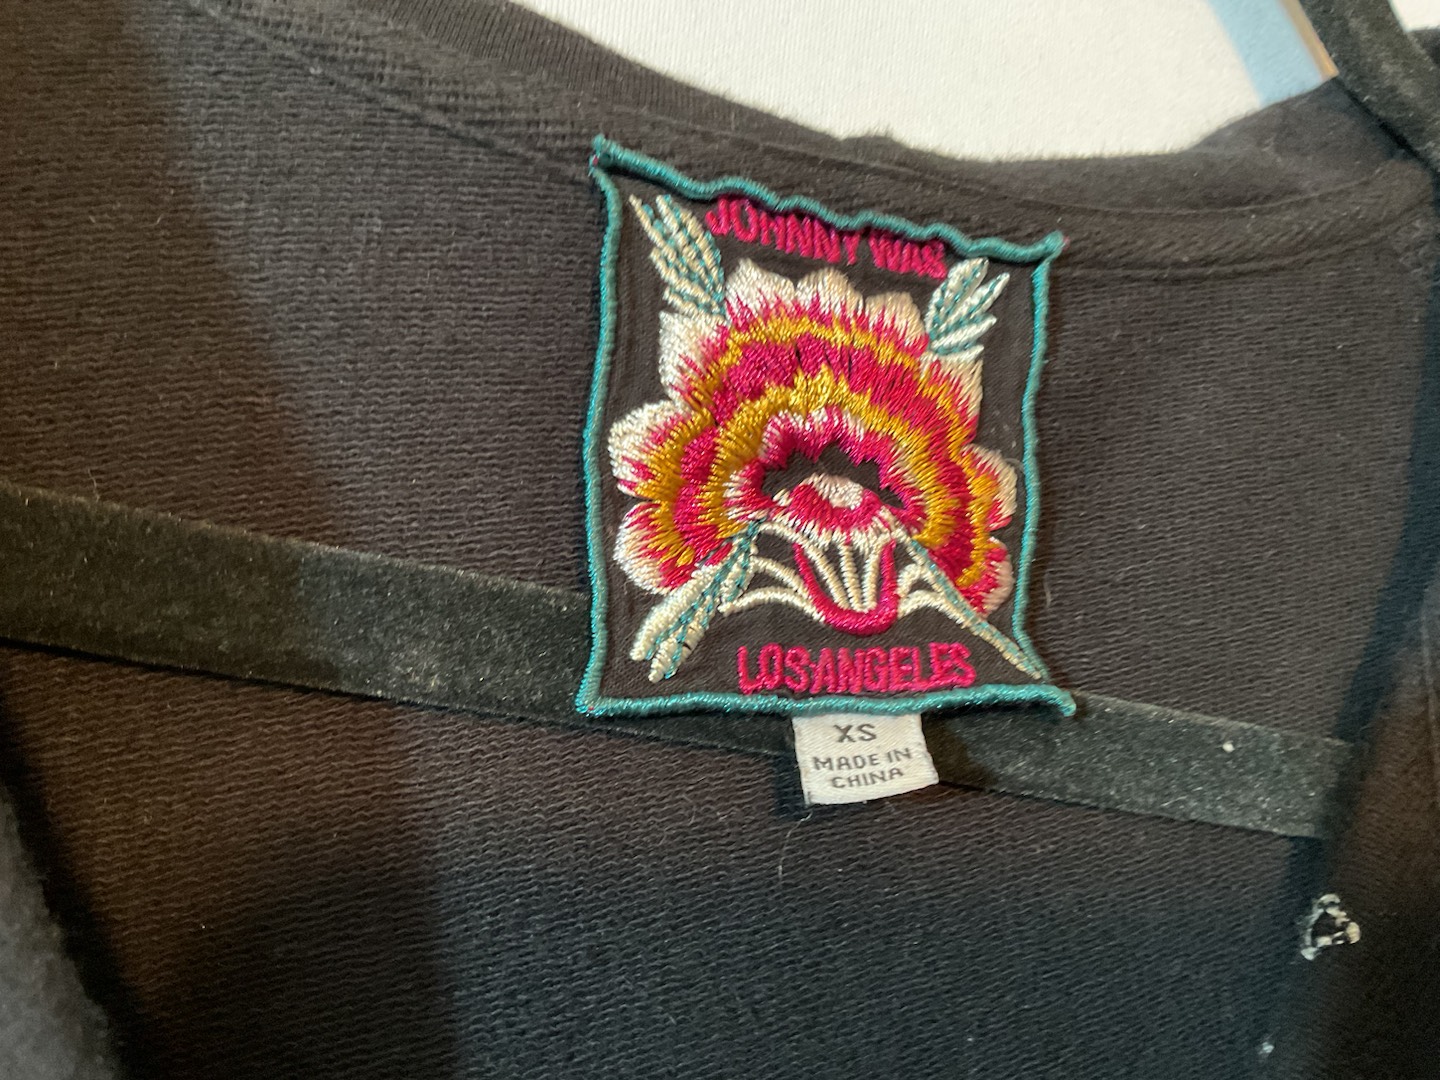 JOHNNY WAS
LOS ANGELES
XS
MADE IN
CHINA